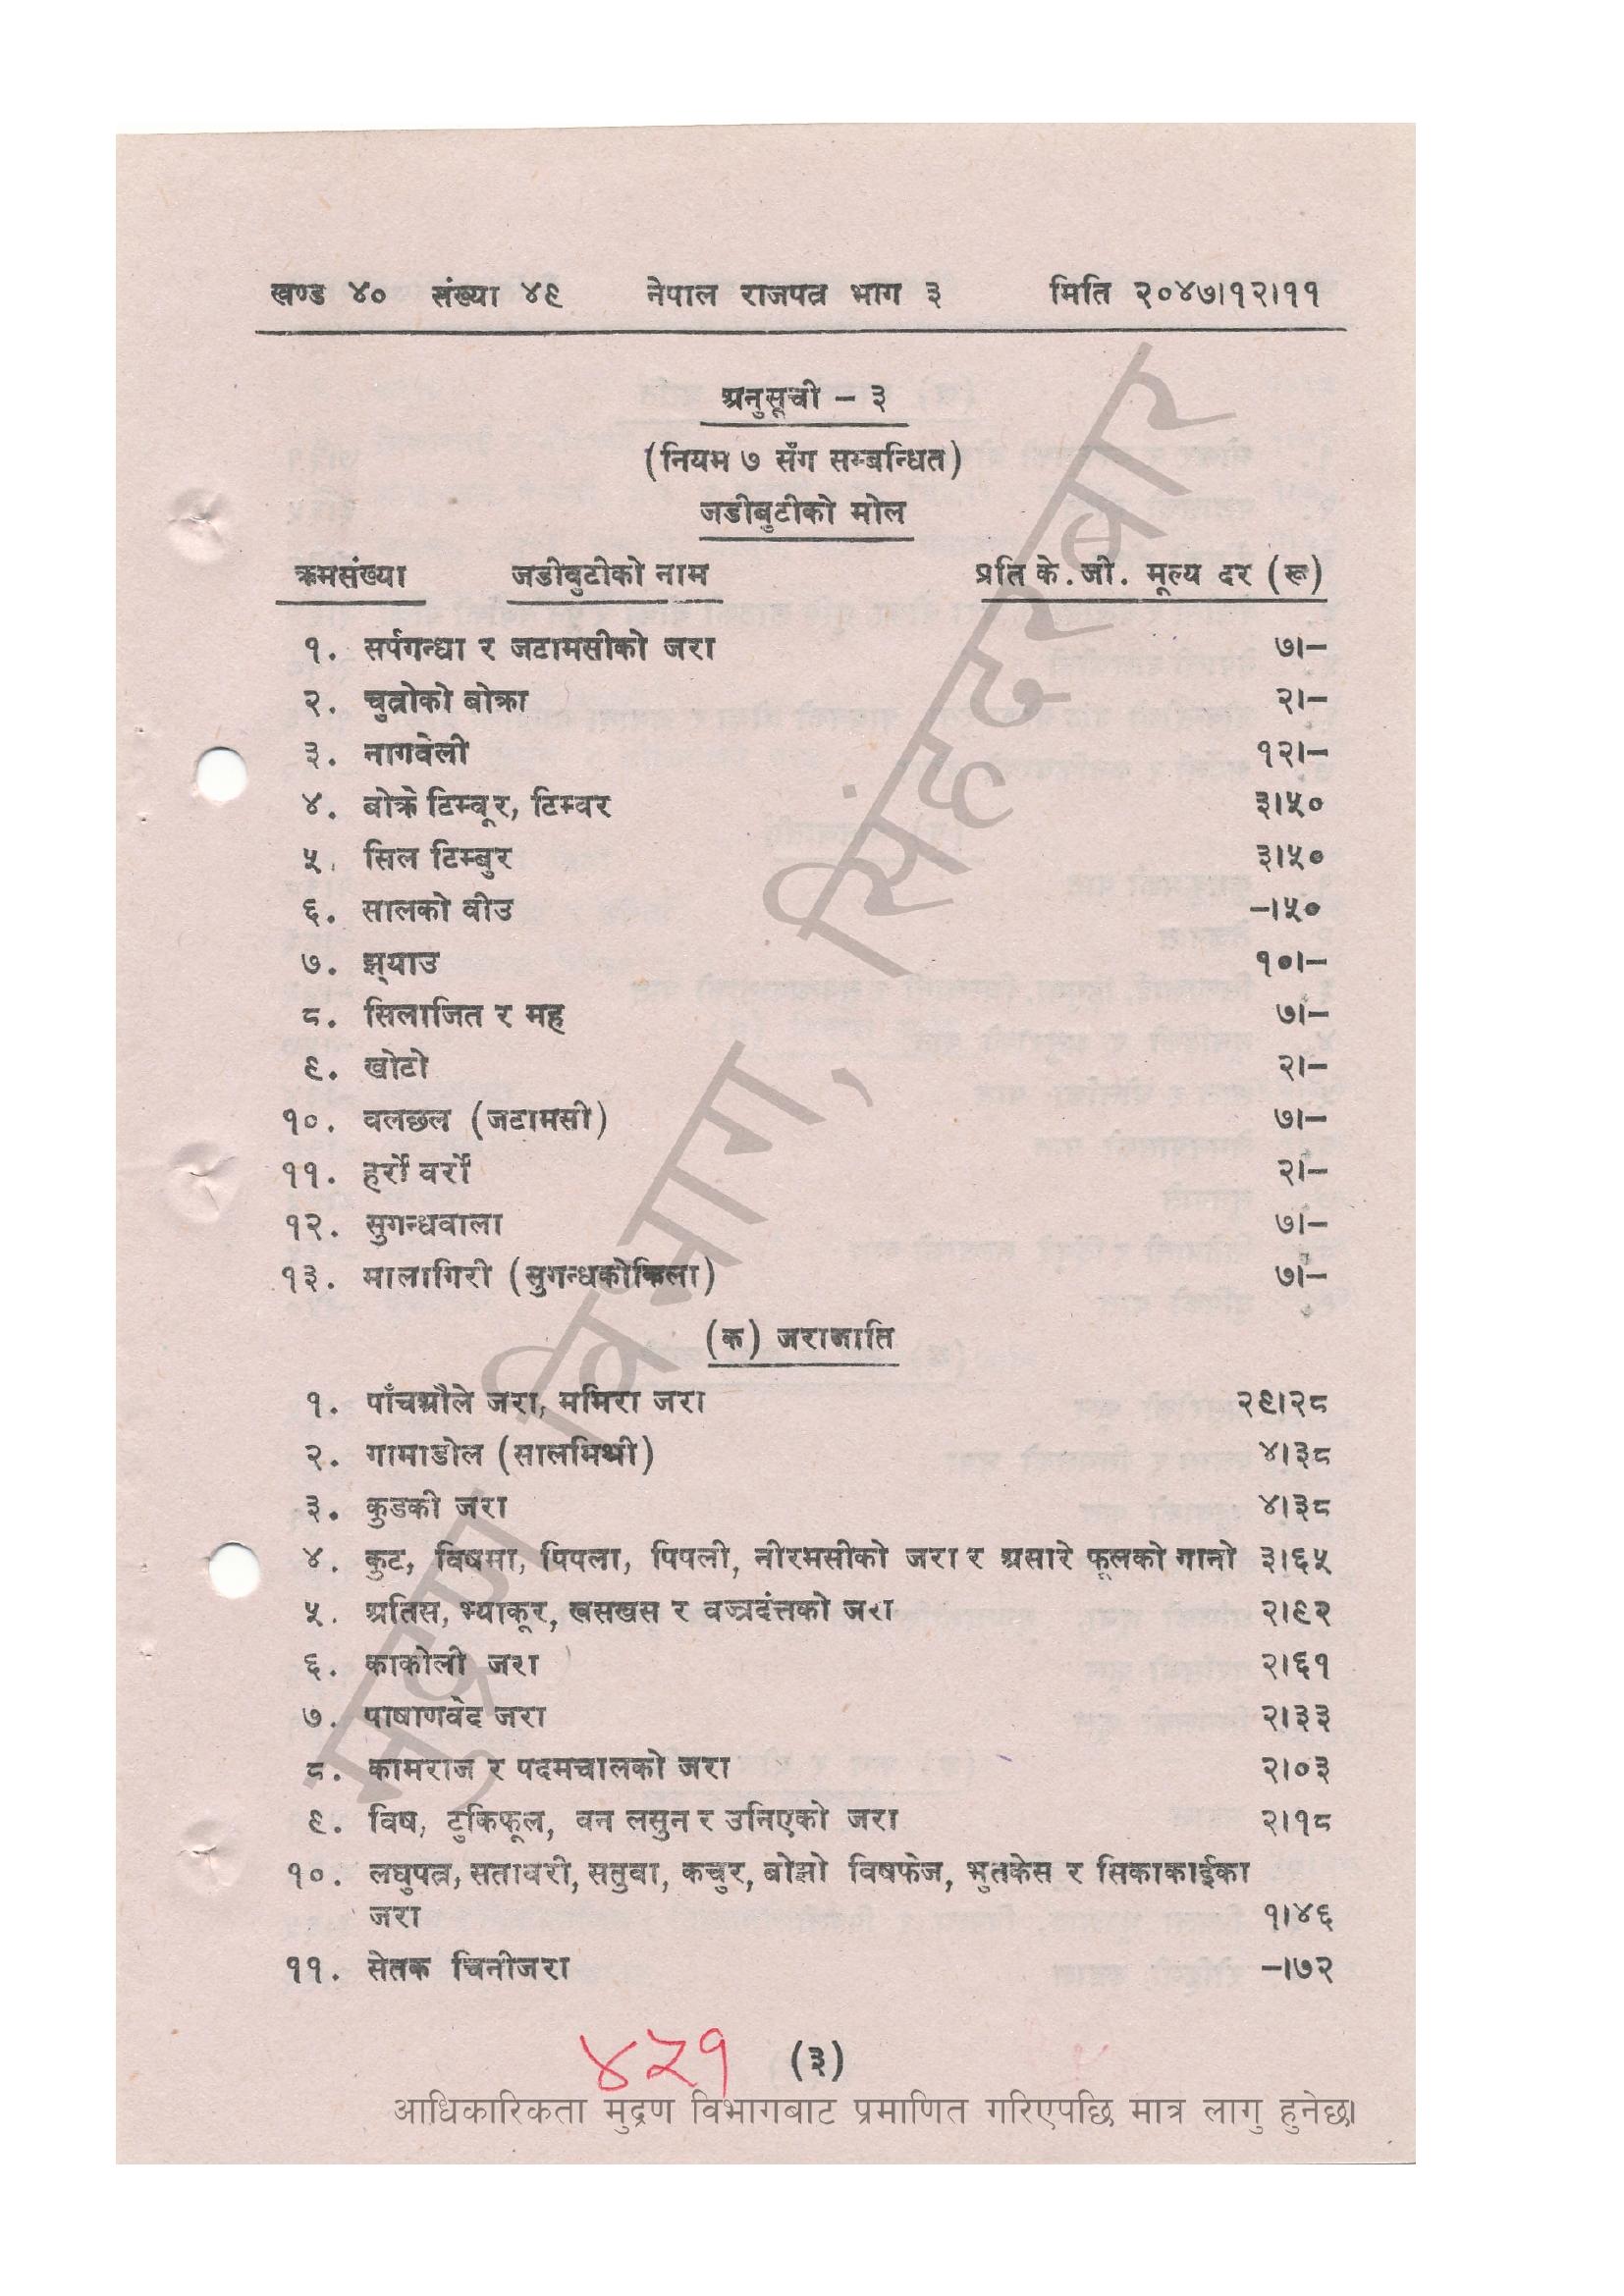 खण्ड ४० संख्या ४९ नेपाल राजपत्र भाग ३ मिति २०४७।१२।११
अनुसूची – ३
(नियम ७ सँग सम्बन्धित)
जडीबुटीको मोल
क्रमसंख्या जडीवुटीको नाम प्रति के. जी. मूल्य दर (रू)
१. सर्पगन्धा र जटामसीको जरा ७।–
२. चुत्रोको बोक्रा २।–
३. नागवेली १२।–
४. बोक्रे टिम्वूर, टिम्वर ३।५०
५. सिल टिम्बुर ३।५०
६. सालको वीउ –।५०
७. झ्याउ १०।–
८. सिलाजित र मह ७।–
९. खोटो २।–
१०. वलछल (जटामसी) ७।–
११. हर्रो वर्रो २।–
१२. सुगन्धवाला ७।–
१३. मालागिरी (सुगन्धकोकिला) ७।–
(क) जराजाति
१. पाँचऔले जरा, ममिरा जरा २९।२८
२. गामाडोल (सालमिश्री) ४।३८
३. कुडकी जरा ४।३८
४. कुट, विषमा, पिपला, पिपली, नीरमसीको जरा र असारे फूलको गानो ३।६५
५. अतिस, भ्याकूर, खसखस र वज्रदंत्तको जरा २।९२
६. काकोली जरा २।६१
७. पाषाणवेद जरा २।३३
८. कामराज र पदमचालको जरा २।०३
९. विष, टुकिफूल, वन लसुन र उनिएको जरा २।१८
१०. लघुपत्र, सतावरी, सतुवा, कचुर, बोझो विषफेज, भुतकेस र सिकाकाईका
जरा १।४६
११. सेतक चिनीजरा –।७२
४२१ (३)
आधिकारिकता मुद्रण विभागबाट प्रमाणित गरिएपछि मात्र लागु हुनेछ।
मुद्रण विभाग, सिंहदरबार